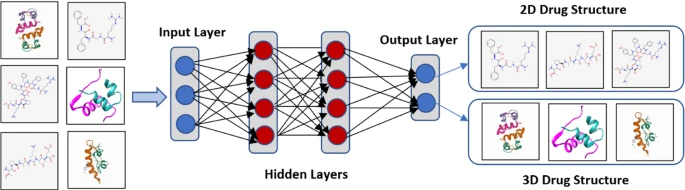 2D Drug Structure
Input Layer
Output Layer
Hidden Layers
3D Drug Structure